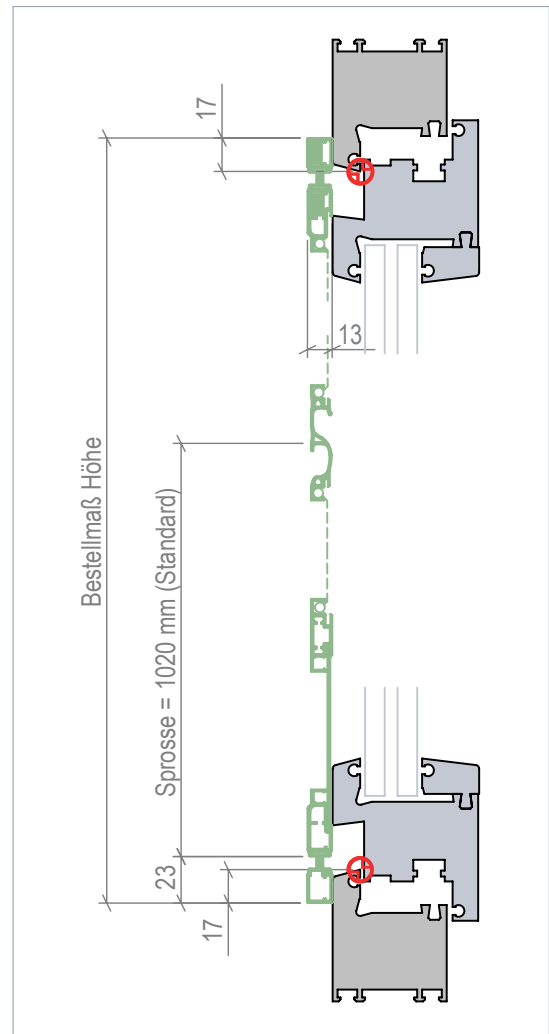 17
13
Bestellmaß Höhe
Sprosse = 1020 mm (Standard)
23
17